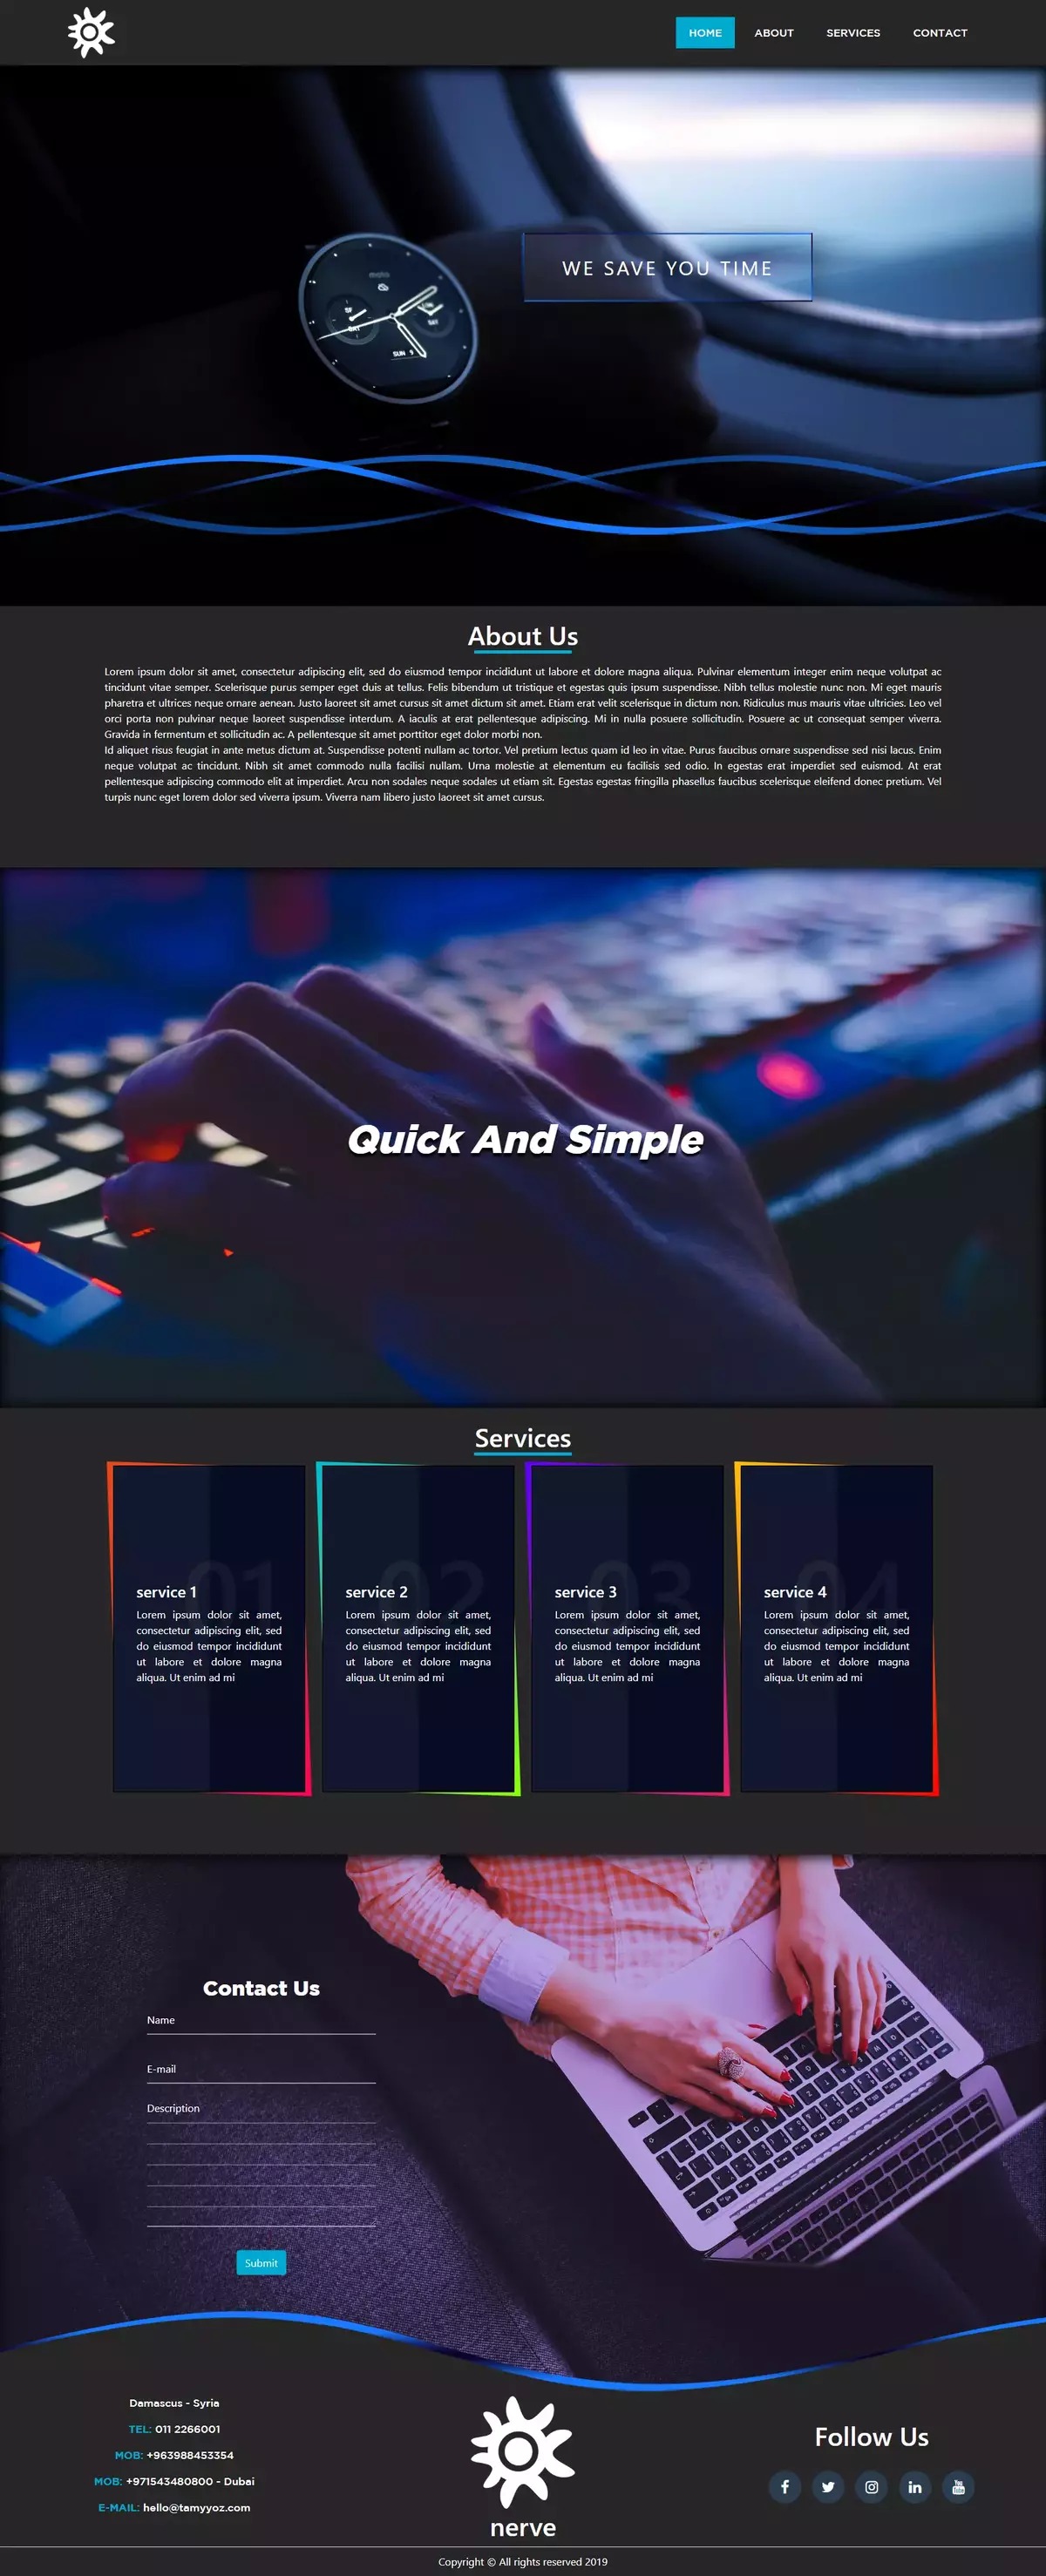 HOME ABOUT SERVICES CONTACT
WE SAVE YOU TIME
SUN 9
About Us
Lorem ipsum dolor sit amet, consectetur adipiscing elit, sed do eiusmod tempor incididunt ut labore et dolore magna aliqua. Pulvinar elementum integer enim neque volutpat ac
tincidunt vitae semper. Scelerisque purus semper eget duis at tellus. Felis bibendum ut tristique et egestas quis ipsum suspendisse. Nibh tellus molestie nunc non. Mi eget mauris
pharetra et ultrices neque ornare aenean. Justo laoreet sit amet cursus sit amet dictum sit amet. Etiam erat velit scelerisque in dictum non. Ridiculus mus mauris vitae ultricies. Leo vel
orci porta non pulvinar neque laoreet suspendisse interdum. A iaculis at erat pellentesque adipiscing. Mi in nulla posuere sollicitudin. Posuere ac ut consequat semper viverra.
Gravida in fermentum et sollicitudin ac. A pellentesque sit amet porttitor eget dolor morbi non.
Id aliquet risus feugiat in ante metus dictum at. Suspendisse potenti nullam ac tortor. Vel pretium lectus quam id leo in vitae. Purus faucibus ornare suspendisse sed nisi lacus. Enim
neque volutpat ac tincidunt. Nibh sit amet commodo nulla facilisi nullam. Urna molestie at elementum eu facilisis sed odio. In egestas erat imperdiet sed euismod. At erat
pellentesque adipiscing commodo elit at imperdiet. Arcu non sodales neque sodales ut etiam sit. Egestas egestas fringilla phasellus faucibus scelerisque eleifend donec pretium. Vel
turpis nunc eget lorem dolor sed viverra ipsum. Viverra nam libero justo laoreet sit amet cursus.
Quick And Simple
Services
01
service 1
Lorem ipsum dolor sit amet,
consectetur adipiscing elit, sed
do eiusmod tempor incididunt
ut labore et dolore magna
aliqua. Ut enim ad mi
02
service 2
Lorem ipsum dolor sit amet,
consectetur adipiscing elit, sed
do eiusmod tempor incididunt
ut labore et dolore magna
aliqua. Ut enim ad mi
03
service 3
Lorem ipsum dolor sit amet,
consectetur adipiscing elit, sed
do eiusmod tempor incididunt
ut labore et dolore magna
aliqua. Ut enim ad mi
04
service 4
Lorem ipsum dolor sit amet,
consectetur adipiscing elit, sed
do eiusmod tempor incididunt
ut labore et dolore magna
aliqua. Ut enim ad mi
Contact Us
Name
E-mail
Description
Submit
Damascus - Syria
TEL: 011 2266001
MOB: +963988453354
MOB: +971543480800 - Dubai
E-MAIL: hello@tamyyoz.com
nerve
Follow Us
You Tube
Copyright © All rights reserved 2019